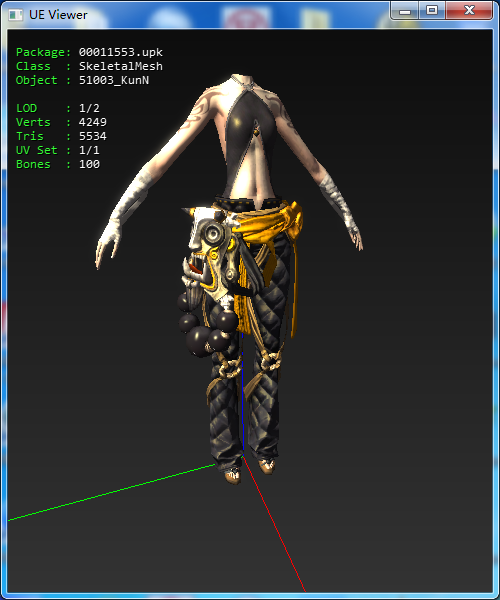 UE Viewer
Package: 00011553.upk
Class : SkeletalMesh
Object : 51003_KunN
LOD : 1/2
Verts : 4249
Tris : 5534
UV Set : 1/1
Bones : 100